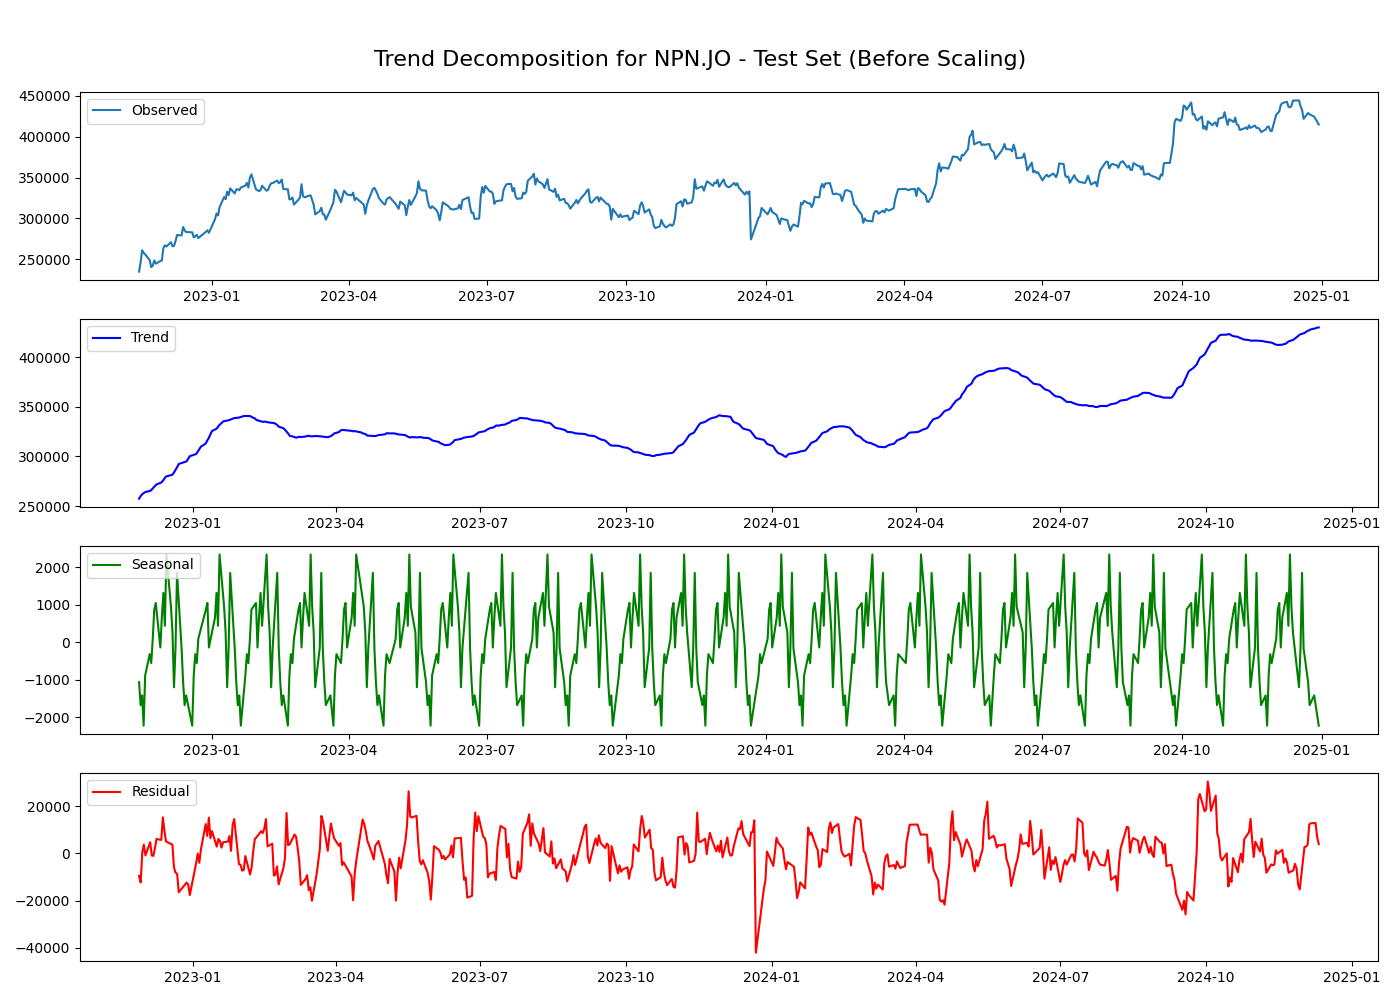 Trend Decomposition for NPN.JO - Test Set (Before Scaling)
Observed
450000
400000
350000
300000
250000
2023-01 2023-04 2023-07 2023-10 2024-01 2024-04 2024-07 2024-10 2025-01
Trend
400000
350000
300000
250000
2023-01 2023-04 2023-07 2023-10 2024-01 2024-04 2024-07 2024-10 2025-01
Seasonal
2000
1000
0
−1000
−2000
2023-01 2023-04 2023-07 2023-10 2024-01 2024-04 2024-07 2024-10 2025-01
Residual
20000
0
−20000
−40000
2023-01 2023-04 2023-07 2023-10 2024-01 2024-04 2024-07 2024-10 2025-01